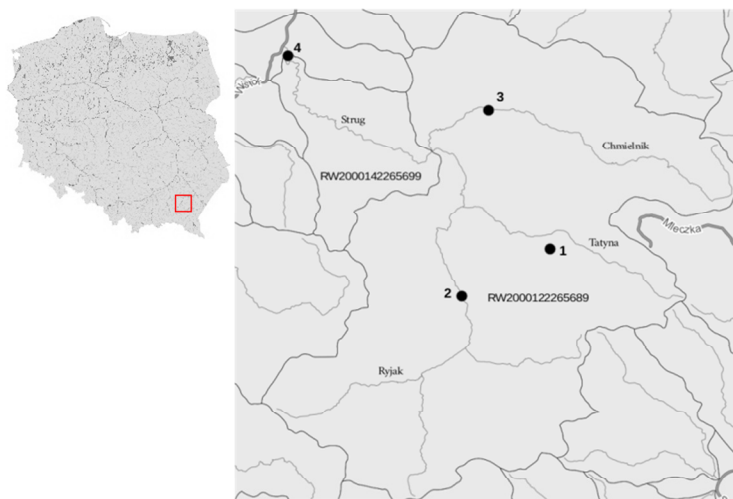 4
3
Strug
Chmielnik
RW2000142265699
Mleczka
Tatyna
1
2
RW2000122265689
Ryjak